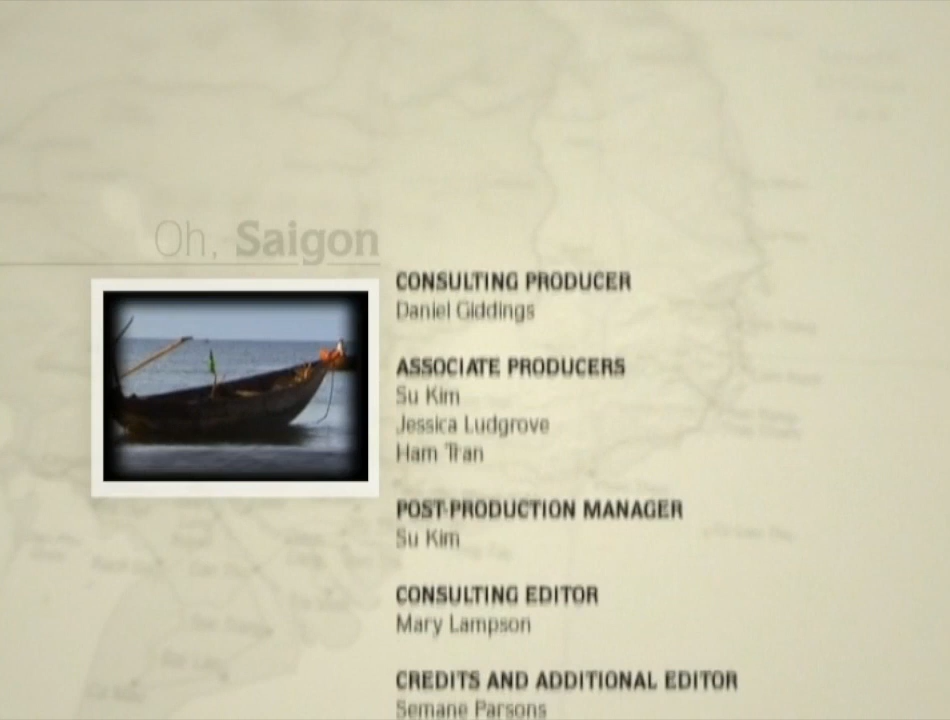 Oh, Saigon
CONSULTING PRODUCER
Daniel Giddings
ASSOCIATE PRODUCERS
Su Kim
Jessica Ludgrove
Ham Tran
POST-PRODUCTION MANAGER
Su Kim
CONSULTING EDITOR
Mary Lampson
CREDITS AND ADDITIONAL EDITOR
Semane Parsons